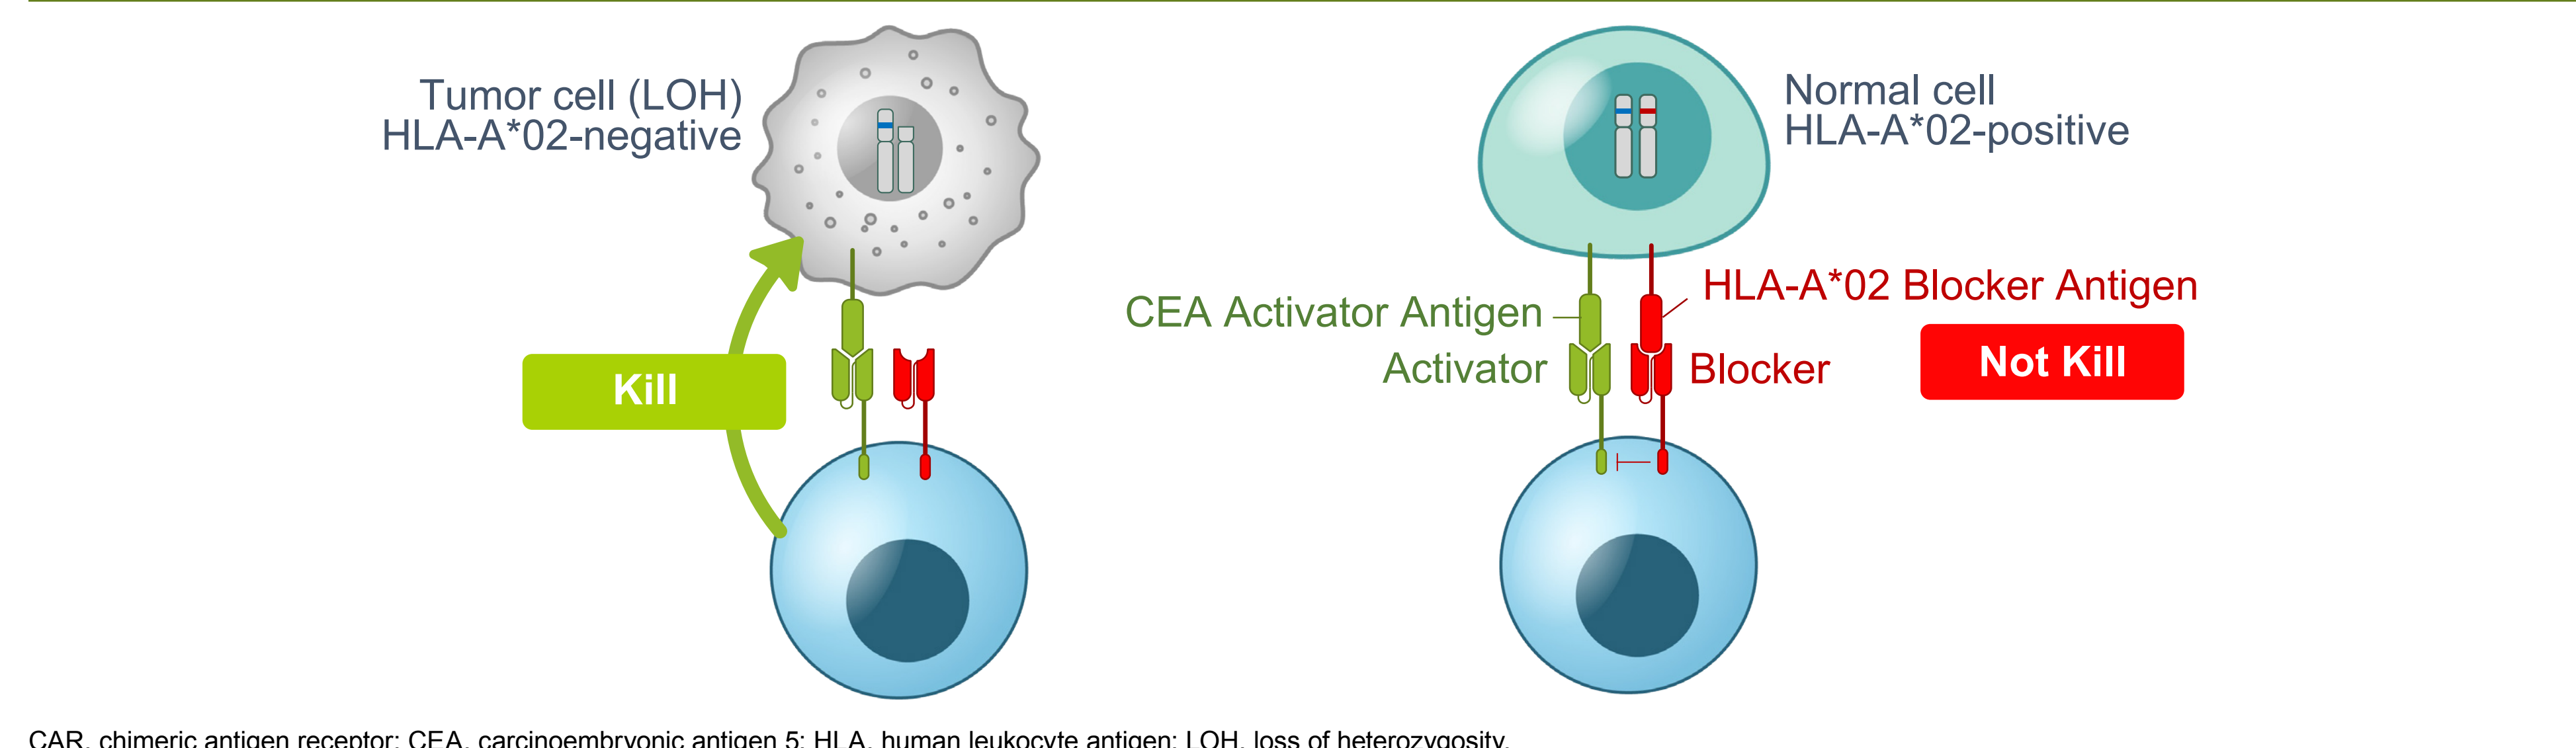 Tumor cell (LOH)
HLA-A*02-negative
Normal cell
HLA-A*02-positive
HLA-A*02 Blocker Antigen
CEA Activator Antigen
Activator
Blocker
Not Kill
Kill
CAR, chimeric antigen receptor; CEA, carcinoembryonic antigen 5; HLA, human leukocyte antigen; LOH, loss of heterozygosity.